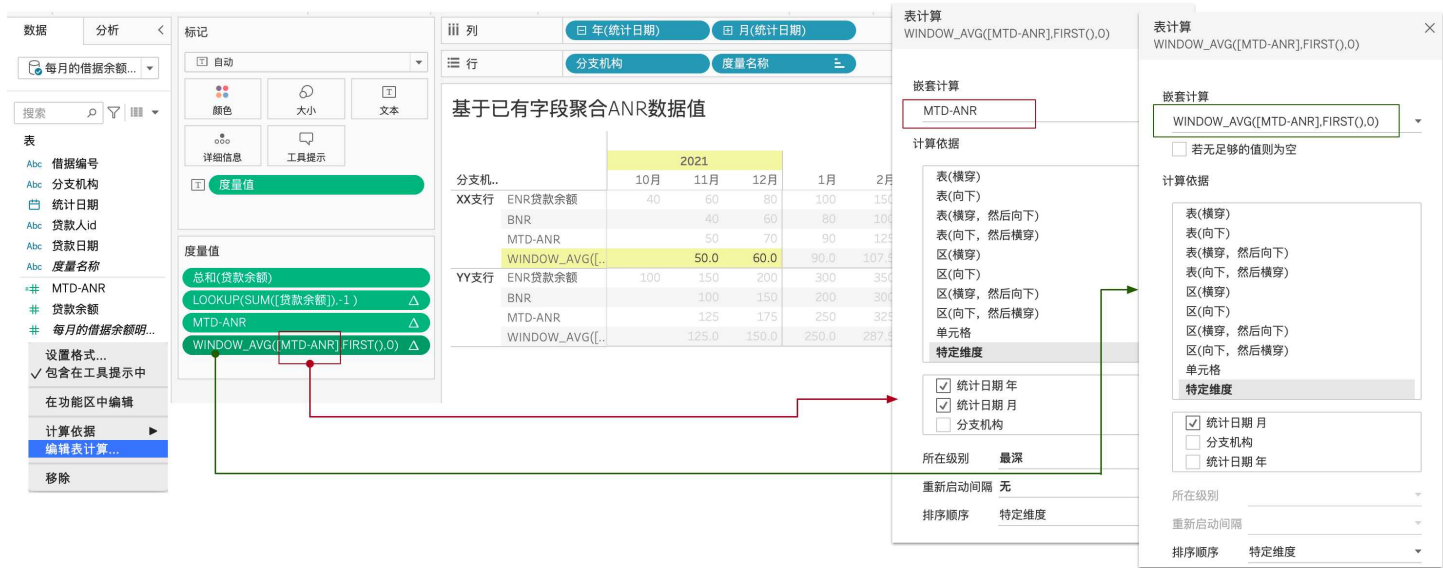 数据
分析
每月的借据余额...
搜索
表
Abc 借据编号
Abc 分支机构
统计日期
Abc 贷款人id
Abc 贷款日期
Abc 度量名称
=# MTD-ANR
# 贷款余额
# 每月的借据余额明...
设置格式...
✓ 包含在工具提示中
在功能区中编辑
计算依据
编辑表计算...
移除
标记
自动
颜色
大小
文本
详细信息
工具提示
度量值
度量值
总和(贷款余额)
LOOKUP(SUM([贷款余额]),-1 ) Δ
MTD-ANR Δ
WINDOW_AVG([MTD-ANR],FIRST(),0) Δ
列
年(统计日期)
月(统计日期)
行
分支机构
度量名称
基于已有字段聚合ANR数据值
2021
分支机.. 10月 11月 12月 1月 2月
XX支行 ENR贷款余额 40 60 80 100 150
BNR 40 60 80 100
MTD-ANR 50 70 90 125
WINDOW_AVG([.. 50.0 60.0 90.0 107.5
YY支行 ENR贷款余额 100 150 200 300 350
BNR 100 150 200 300
MTD-ANR 125 175 250 325
WINDOW_AVG([.. 125.0 150.0 250.0 287.5
表计算
WINDOW_AVG([MTD-ANR],FIRST(),0)
嵌套计算
MTD-ANR
计算依据
表(横穿)
表(向下)
表(横穿，然后向下)
表(向下，然后横穿)
区(横穿)
区(向下)
区(横穿，然后向下)
区(向下，然后横穿)
单元格
特定维度
统计日期 年
统计日期 月
分支机构
所在级别 最深
重新启动间隔 无
排序顺序 特定维度
表计算
WINDOW_AVG([MTD-ANR],FIRST(),0)
嵌套计算
WINDOW_AVG([MTD-ANR],FIRST(),0)
若无足够的值则为空
计算依据
表(横穿)
表(向下)
表(横穿，然后向下)
表(向下，然后横穿)
区(横穿)
区(向下)
区(横穿，然后向下)
区(向下，然后横穿)
单元格
特定维度
统计日期 月
分支机构
统计日期 年
所在级别
重新启动间隔
排序顺序 特定维度